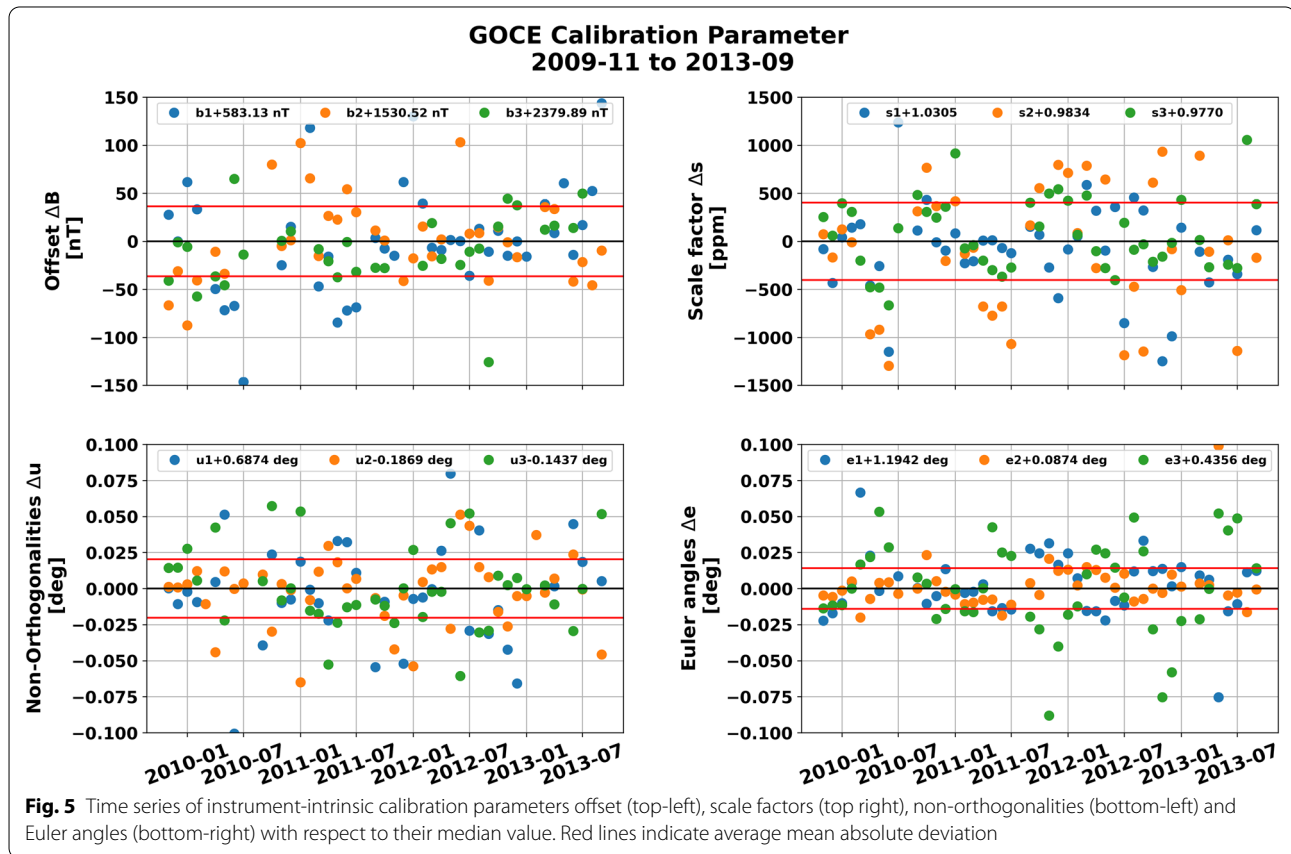 GOCE Calibration Parameter
2009-11 to 2013-09
Offset ΔB
[nT]
150
100
50
0
−50
−100
−150
b1+583.13 nT b2+1530.52 nT b3+2379.89 nT
Scale factor Δs
[ppm]
1500
1000
500
0
−500
−1000
−1500
s1+1.0305 s2+0.9834 s3+0.9770
Non-Orthogonalities Δu
[deg]
0.100
0.075
0.050
0.025
0.000
−0.025
−0.050
−0.075
−0.100
u1+0.6874 deg u2-0.1869 deg u3-0.1437 deg
2010-01 2010-07 2011-01 2011-07 2012-01 2012-07 2013-01 2013-07
Euler angles Δe
[deg]
0.100
0.075
0.050
0.025
0.000
−0.025
−0.050
−0.075
−0.100
e1+1.1942 deg e2+0.0874 deg e3+0.4356 deg
2010-01 2010-07 2011-01 2011-07 2012-01 2012-07 2013-01 2013-07
Fig. 5 Time series of instrument-intrinsic calibration parameters offset (top-left), scale factors (top right), non-orthogonalities (bottom-left) and
Euler angles (bottom-right) with respect to their median value. Red lines indicate average mean absolute deviation